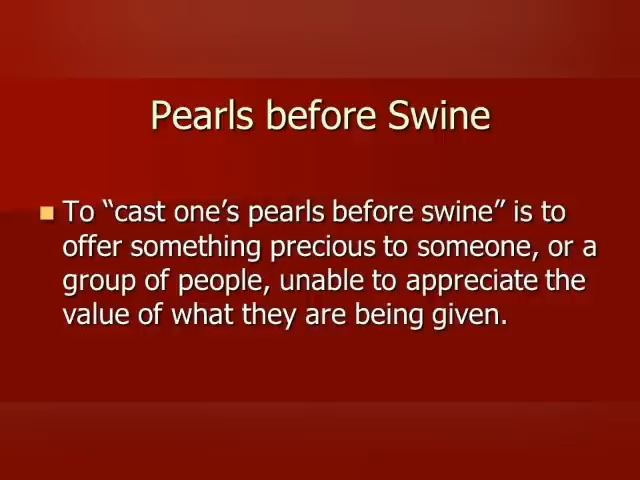 Pearls before Swine
To “cast one’s pearls before swine” is to
offer something precious to someone, or a
group of people, unable to appreciate the
value of what they are being given.